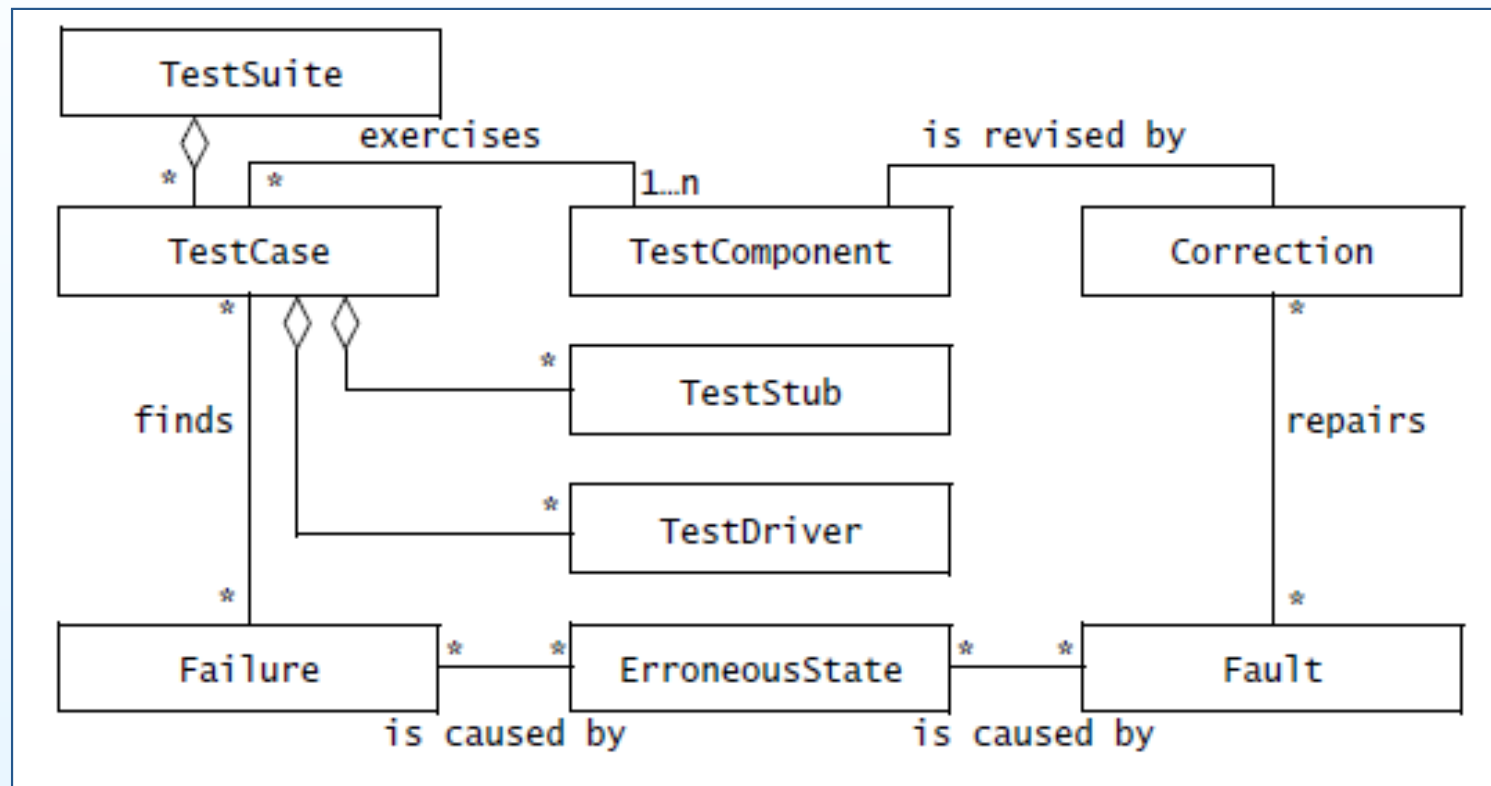 TestSuite
exercises
is revised by
*
*
1…n
TestCase
TestComponent
Correction
*
*
*
TestStub
finds
repairs
*
TestDriver
*
*
Failure
*
*
ErroneousState
*
*
Fault
is caused by
is caused by